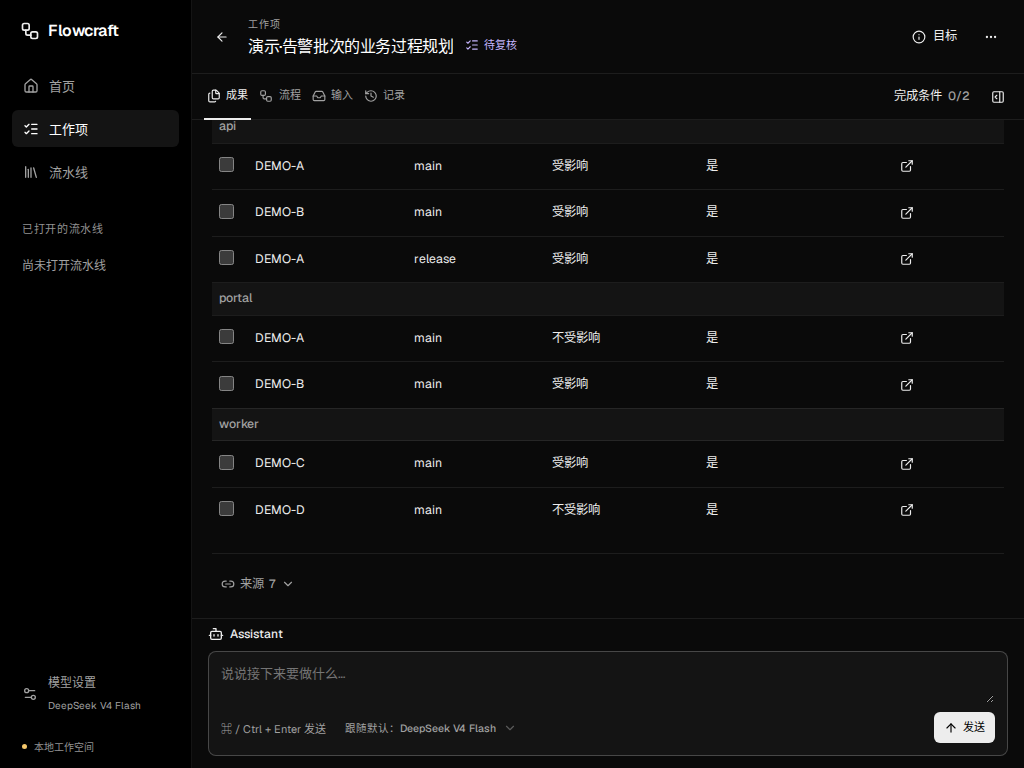 Flowcraft
首页
工作项
流水线
已打开的流水线
尚未打开流水线
模型设置
DeepSeek V4 Flash
本地工作空间
工作项
演示·告警批次的业务过程规划
待复核
目标
成果
流程
输入
记录
完成条件 0/2
api
DEMO-A main 受影响 是
DEMO-B main 受影响 是
DEMO-A release 受影响 是
portal
DEMO-A main 不受影响 是
DEMO-B main 受影响 是
worker
DEMO-C main 受影响 是
DEMO-D main 不受影响 是
来源 7
Assistant
说说接下来要做什么…
⌘ / Ctrl + Enter 发送
跟随默认：DeepSeek V4 Flash
发送